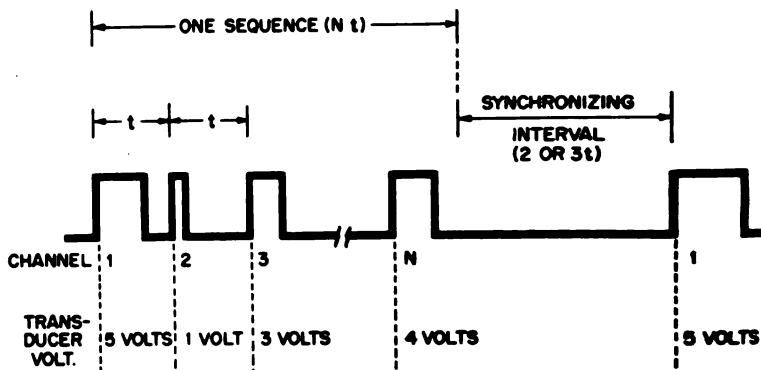 ONE SEQUENCE (N t)
t t
SYNCHRONIZING
INTERVAL
(2 OR 3t)
CHANNEL 1 2 3 N 1
TRANS-
DUCER
VOLT.
5 VOLTS 1 VOLT 3 VOLTS 4 VOLTS 5 VOLTS